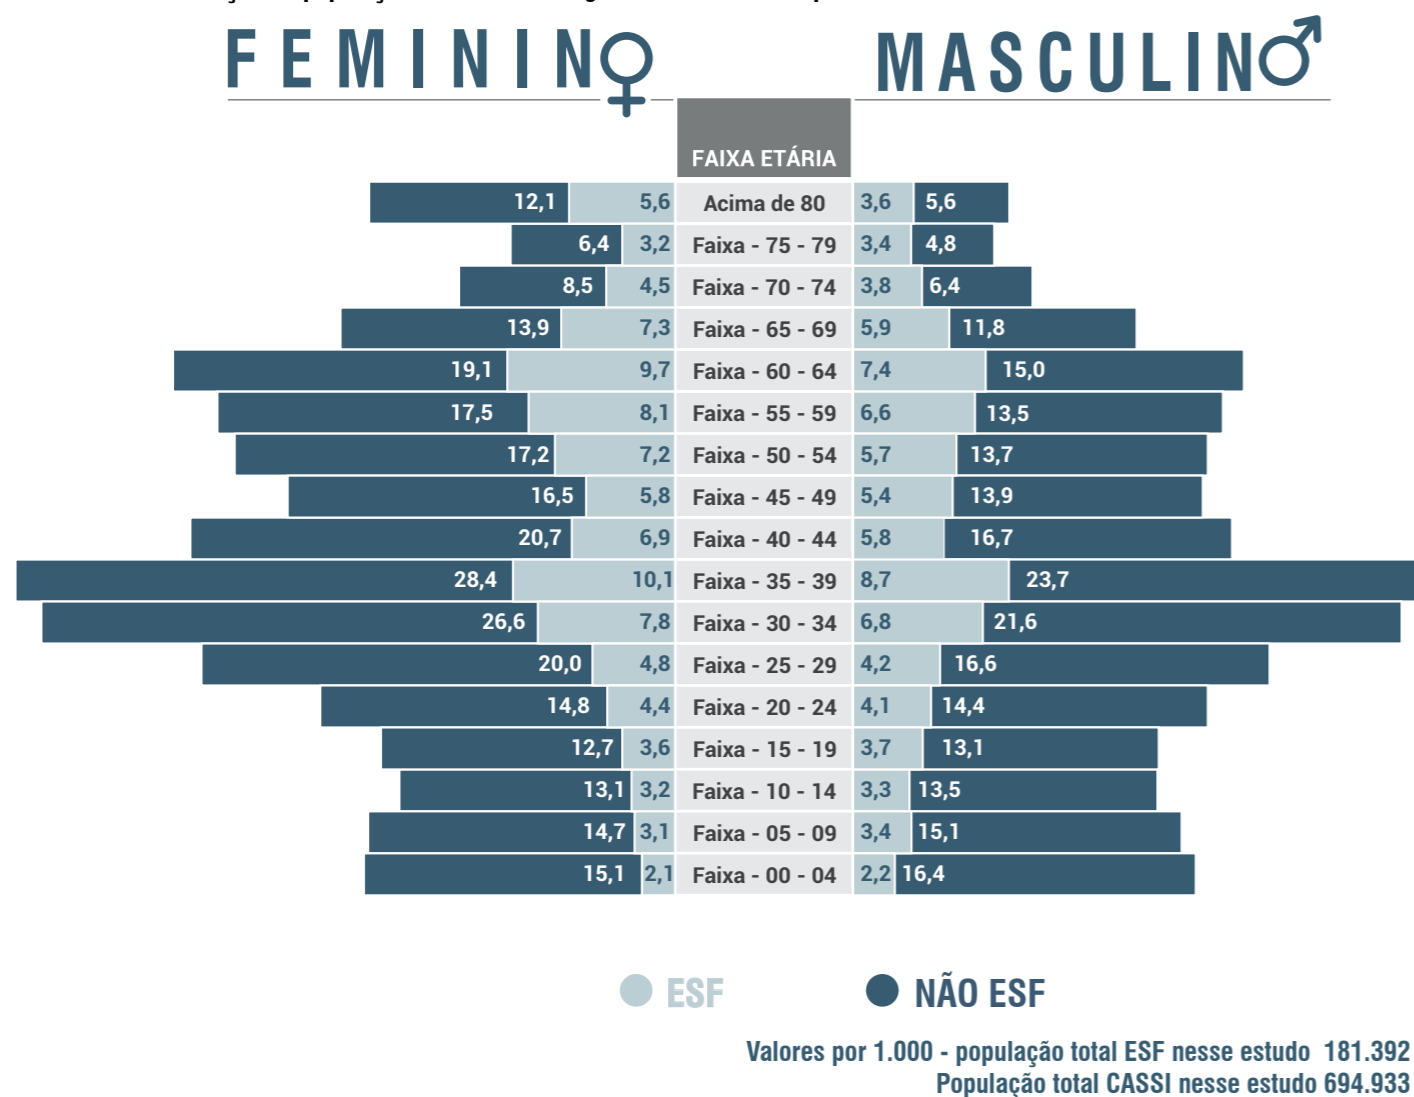 FEMININO MASCULINO
FAIXA ETÁRIA
12,1 5,6 Acima de 80 3,6 5,6
6,4 3,2 Faixa - 75 - 79 3,4 4,8
8,5 4,5 Faixa - 70 - 74 3,8 6,4
13,9 7,3 Faixa - 65 - 69 5,9 11,8
19,1 9,7 Faixa - 60 - 64 7,4 15,0
17,5 8,1 Faixa - 55 - 59 6,6 13,5
17,2 7,2 Faixa - 50 - 54 5,7 13,7
16,5 5,8 Faixa - 45 - 49 5,4 13,9
20,7 6,9 Faixa - 40 - 44 5,8 16,7
28,4 10,1 Faixa - 35 - 39 8,7 23,7
26,6 7,8 Faixa - 30 - 34 6,8 21,6
20,0 4,8 Faixa - 25 - 29 4,2 16,6
14,8 4,4 Faixa - 20 - 24 4,1 14,4
12,7 3,6 Faixa - 15 - 19 3,7 13,1
13,1 3,2 Faixa - 10 - 14 3,3 13,5
14,7 3,1 Faixa - 05 - 09 3,4 15,1
15,1 2,1 Faixa - 00 - 04 2,2 16,4
ESF NÃO ESF
Valores por 1.000 - população total ESF nesse estudo 181.392
População total CASSI nesse estudo 694.933